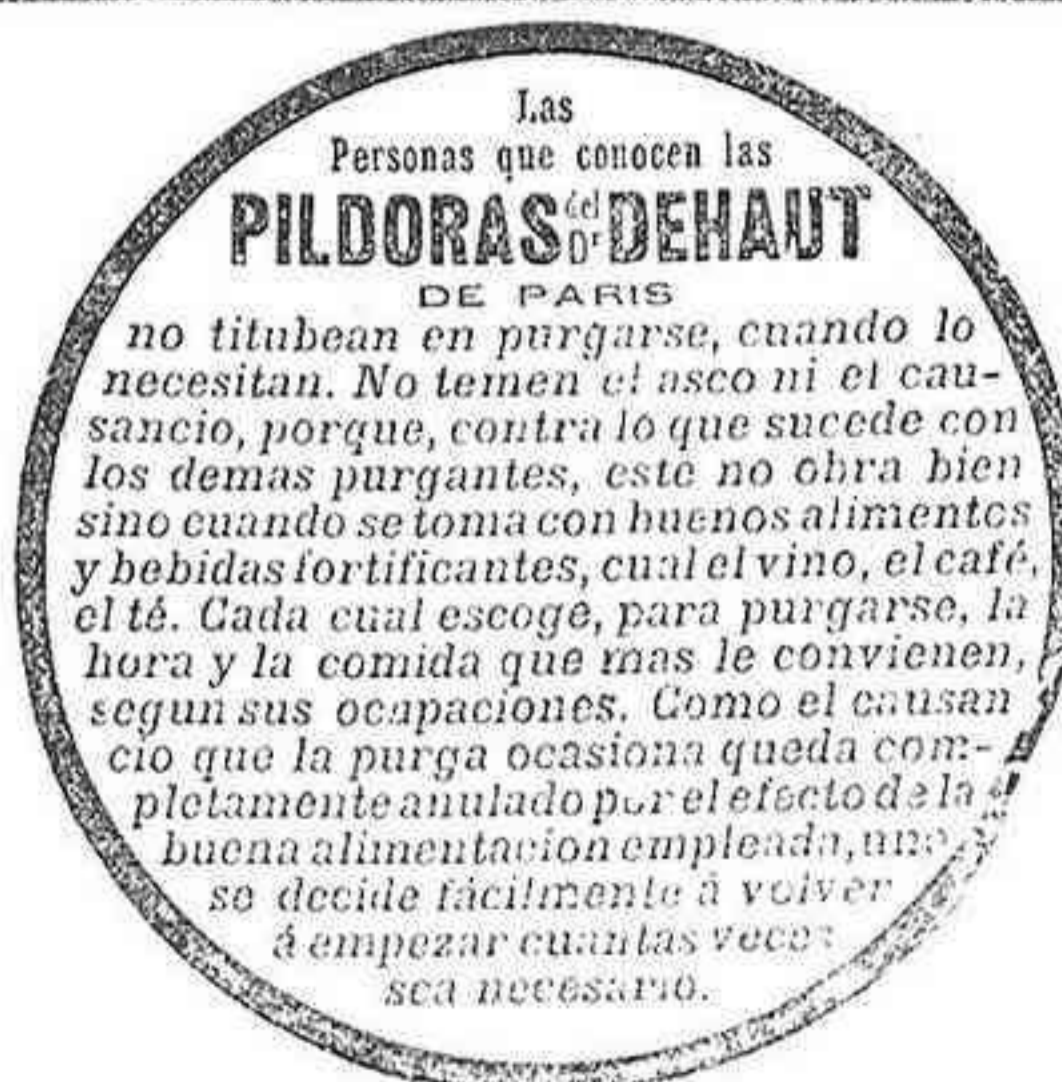 Las
Personas que conocen las
PILDORAS del Dr DEHAUT
DE PARIS
no titubean en purgarse, cuando lo
necesitan. No temen el asco ni el cau-
sancio, porque, contra lo que sucede con
los demas purgantes, este no obra bien
sino cuando se toma con buenos alimentos
y bebidas fortificantes, cual el vino, el café,
el té. Cada cual escoge, para purgarse, la
hora y la comida que mas le convienen,
segun sus ocupaciones. Como el causan
cio que la purga ocasiona queda com-
pletamente anulado por el efecto de la
buena alimentacion empleada, uno
se decide fácilmente á volver
á empezar cuantas veces
sea necesario.